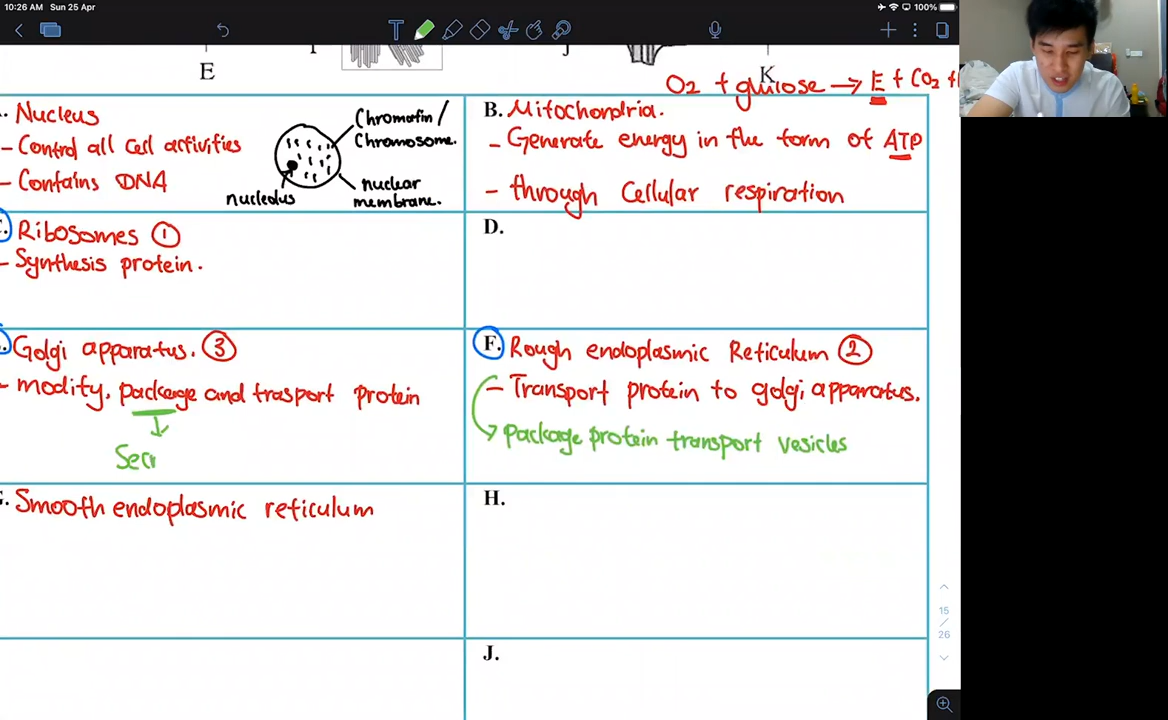 10:26 AM Sun 25 Apr
100%
T
E
K
O2 + glucose → E + CO2 +
Nucleus
- Control all cell activities
- Contains DNA
Chromatin/
Chromosome.
nucleolus
nuclear
membrane.
B. Mitochondria.
- Generate energy in the form of ATP
- through Cellular respiration
Ribosomes ①
- Synthesis protein.
D.
Golgi apparatus. ③
- modify, package and trasport protein
↓
Sec
F. Rough endoplasmic Reticulum ②
- Transport protein to golgi apparatus.
→ package protein transport vesicles
Smooth endoplasmic reticulum
H.
J.
15
/
26